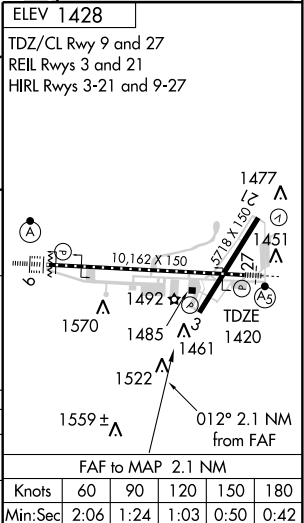 ELEV 1428
TDZ/CL Rwy 9 and 27
REIL Rwys 3 and 21
HIRL Rwys 3-21 and 9-27
1477
V
21
A
P
10,162 X 150
5718 X 150
1451
9
27
P
A5
1492
P
TDZE
1420
1570
1485
3
1461
1522
1559 ±
012° 2.1 NM
from FAF
FAF to MAP 2.1 NM
Knots 60 90 120 150 180
Min:Sec 2:06 1:24 1:03 0:50 0:42